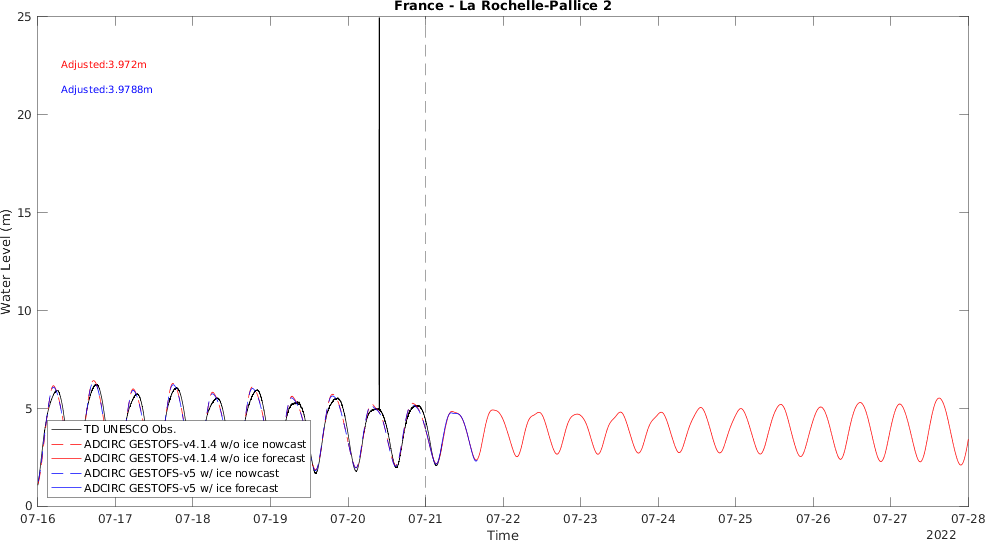 France - La Rochelle-Pallice 2
25
Adjusted:3.972m
Adjusted:3.9788m
20
15
Water Level (m)
10
5
TD UNESCO Obs.
ADCIRC GESTOFS-v4.1.4 w/o ice nowcast
ADCIRC GESTOFS-v4.1.4 w/o ice forecast
ADCIRC GESTOFS-v5 w/ ice nowcast
ADCIRC GESTOFS-v5 w/ ice forecast
0
07-16 07-17 07-18 07-19 07-20 07-21 07-22 07-23 07-24 07-25 07-26 07-27 07-28
Time
2022